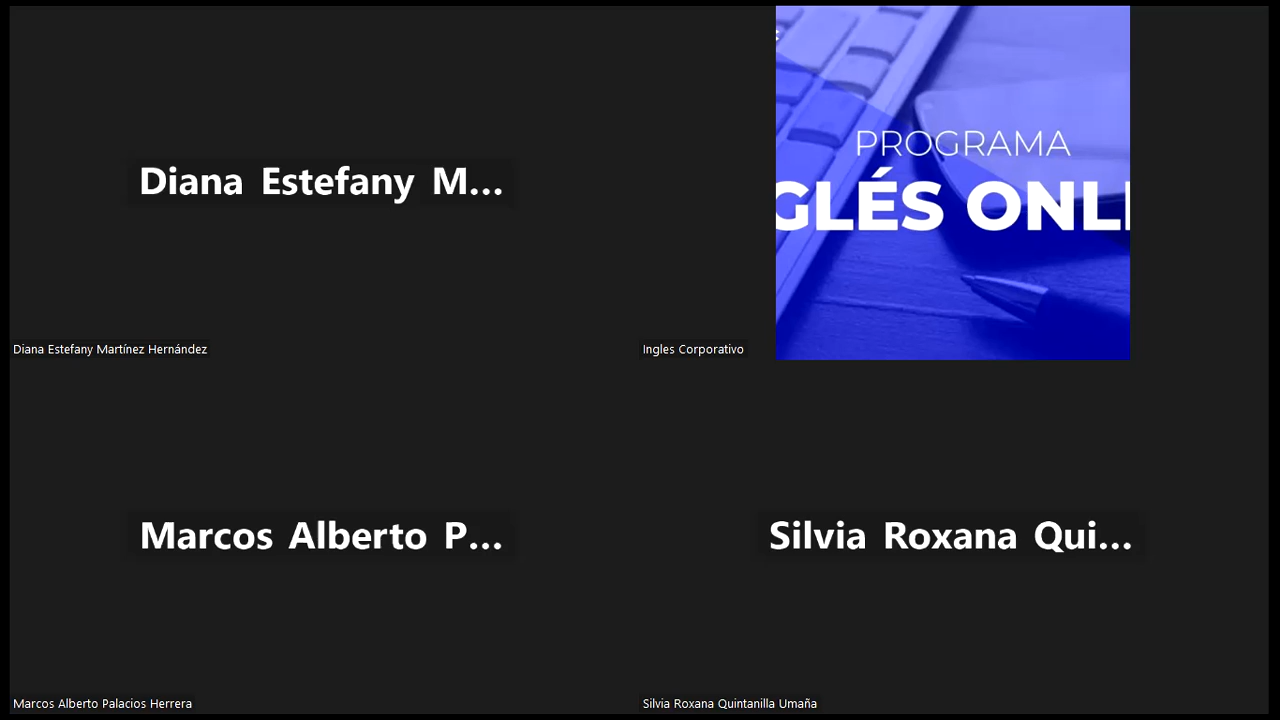 Diana Estefany M...
Diana Estefany Martínez Hernández
PROGRAMA
GLÉS ONLI
Ingles Corporativo
Marcos Alberto P...
Marcos Alberto Palacios Herrera
Silvia Roxana Qui...
Silvia Roxana Quintanilla Umaña